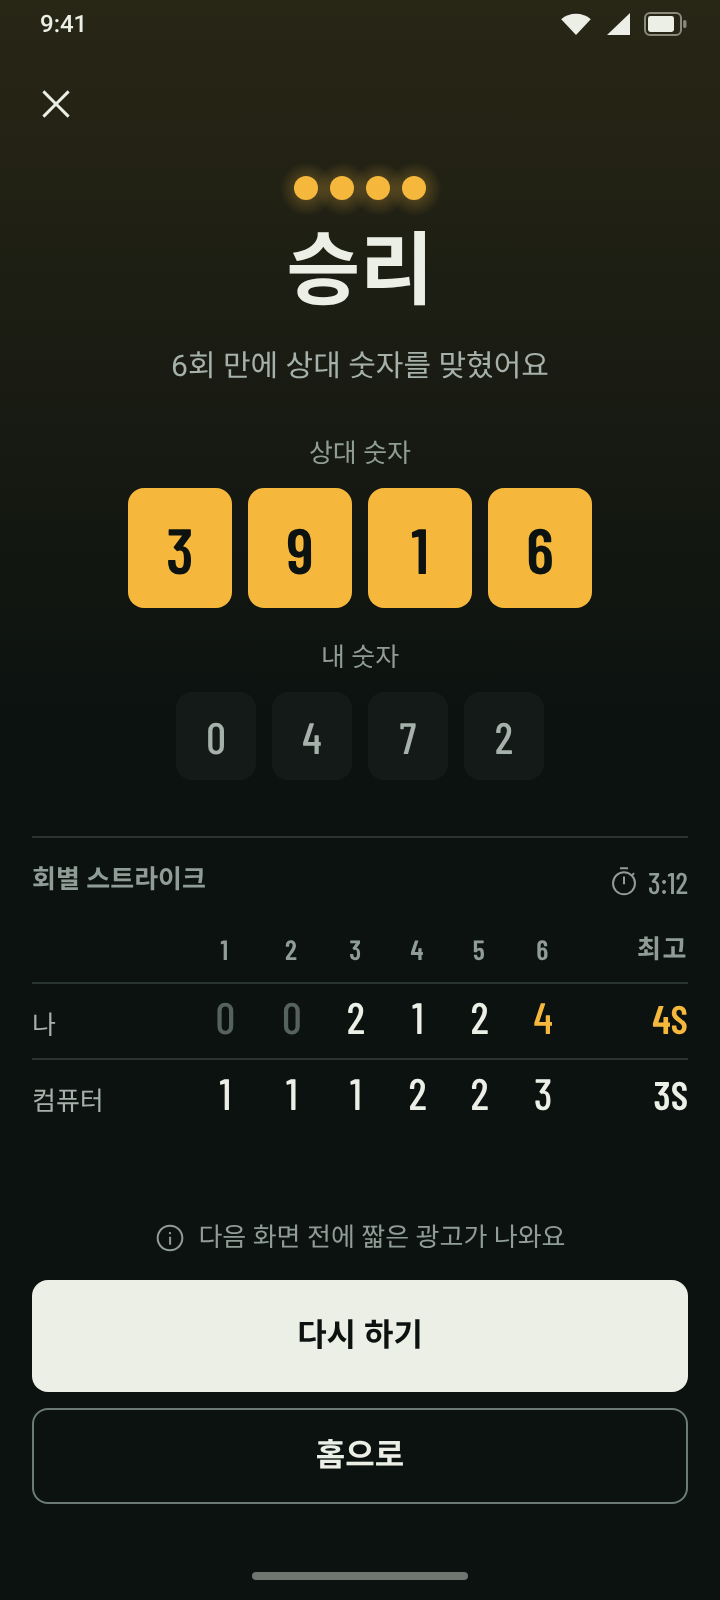 9:41
승리
6회 만에 상대 숫자를 맞혔어요
상대 숫자
3 9 1 6
내 숫자
0 4 7 2
회별 스트라이크 3:12
1 2 3 4 5 6 최고
나 0 0 2 1 2 4 4S
컴퓨터 1 1 1 2 2 3 3S
다음 화면 전에 짧은 광고가 나와요
다시 하기
홈으로